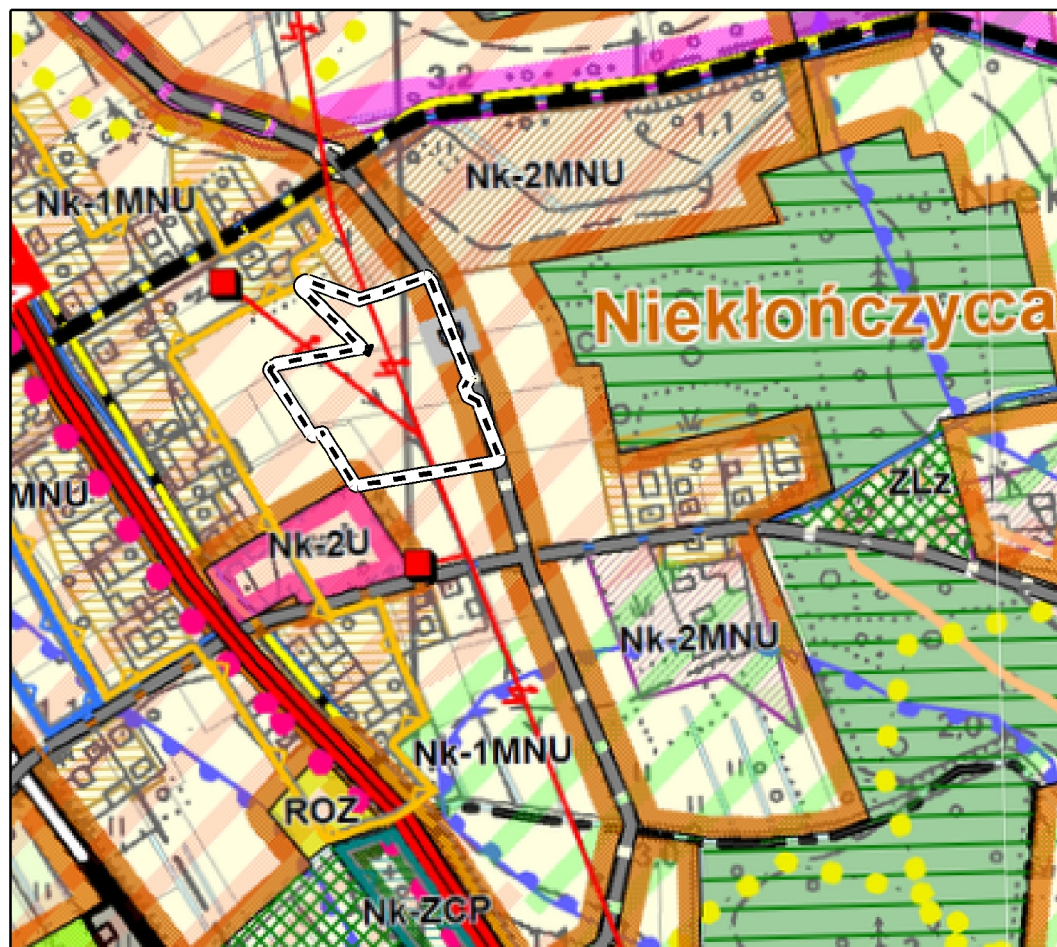 3,2
1,1
Nk-2MNU
Nk-1MNU
Niekłończyca
MNU
ZLz
Nk-2U
Nk-2MNU
2,0
Nk-1MNU
ROZ
Nk-ZCP